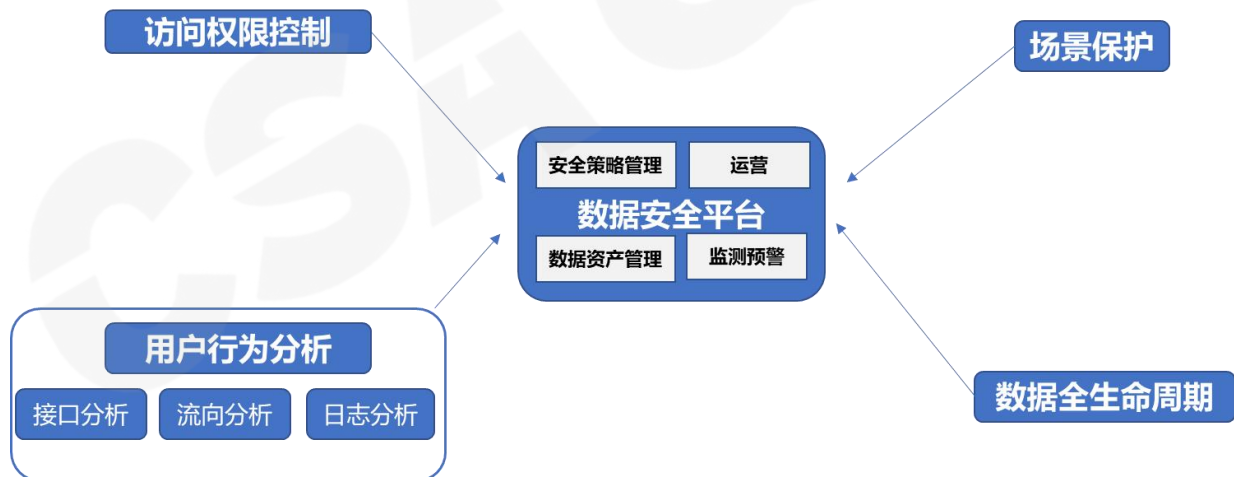 访问权限控制
场景保护
安全策略管理
运营
数据安全平台
数据资产管理
监测预警
用户行为分析
接口分析
流向分析
日志分析
数据全生命周期
CSA